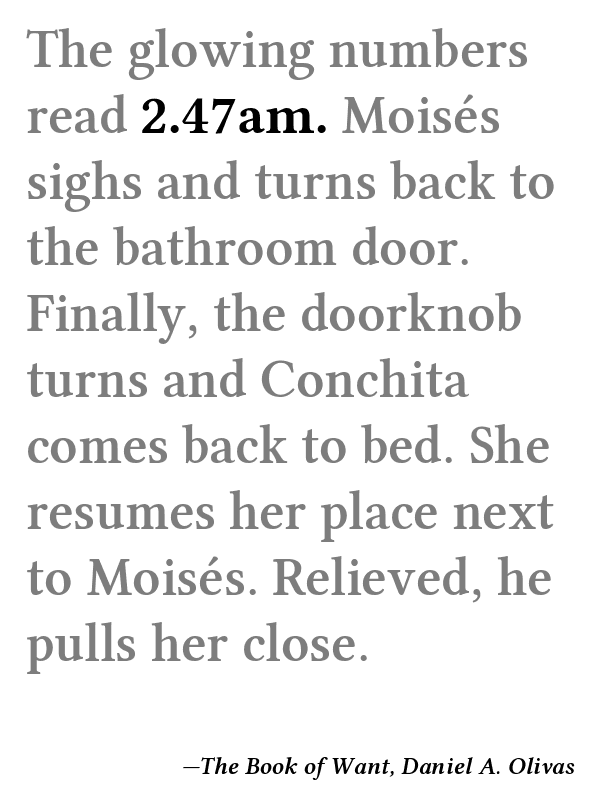 The glowing numbers
read 2.47am. Moisés
sighs and turns back to
the bathroom door.
Finally, the doorknob
turns and Conchita
comes back to bed. She
resumes her place next
to Moisés. Relieved, he
pulls her close.
—The Book of Want, Daniel A. Olivas